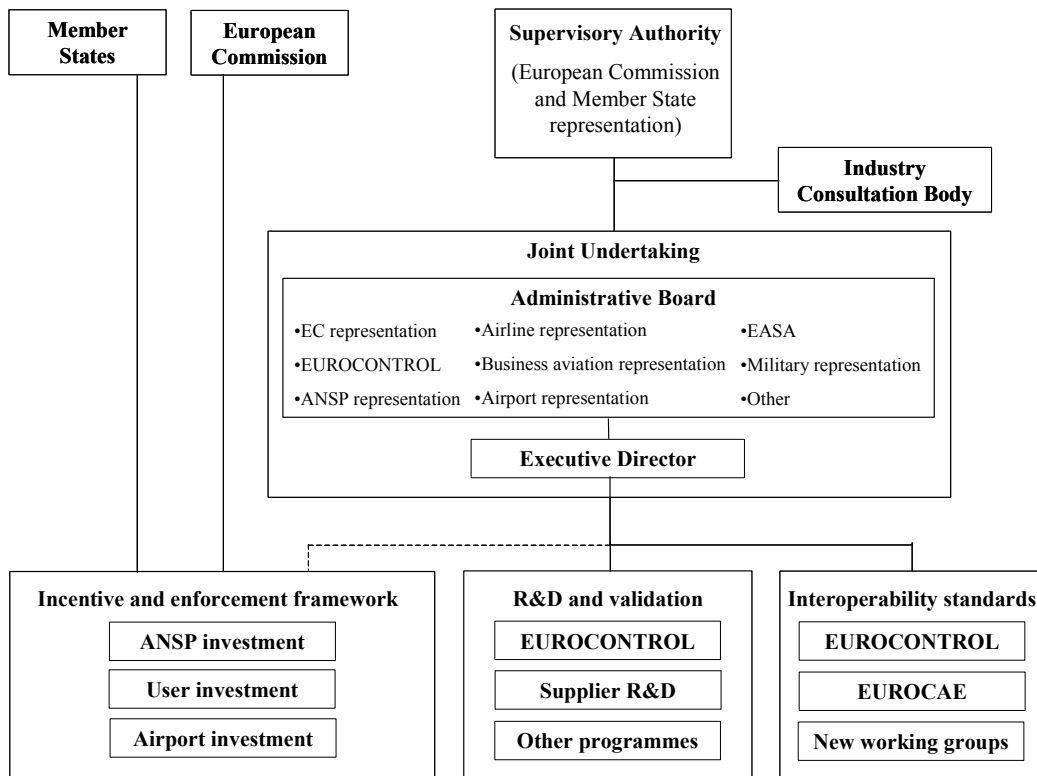 Member
States
European
Commission
Supervisory Authority
(European Commission
and Member State
representation)
Industry
Consultation Body
Joint Undertaking
Administrative Board
•EC representation
•Airline representation
•EASA
•EUROCONTROL
•Business aviation representation
•Military representation
•ANSP representation
•Airport representation
•Other
Executive Director
Incentive and enforcement framework
ANSP investment
User investment
Airport investment
R&D and validation
EUROCONTROL
Supplier R&D
Other programmes
Interoperability standards
EUROCONTROL
EUROCAE
New working groups